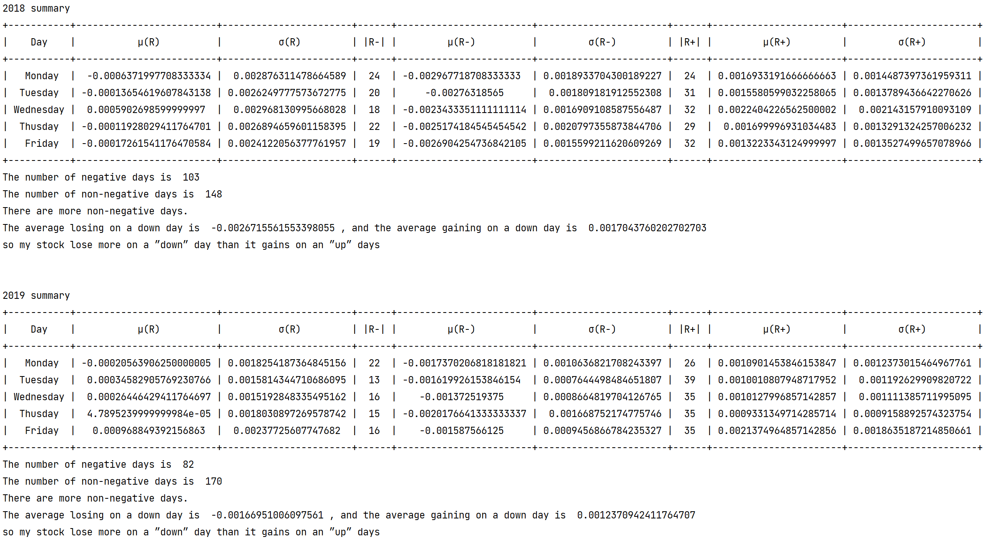 2018 summary
+-----------+-------------------------+-----------------------+------+------------------------+-----------------------+------+-----------------------+-----------------------+
|    Day    |           μ(R)          |          σ(R)         | |R-| |         μ(R-)          |         σ(R-)         | |R+| |         μ(R+)         |         σ(R+)         |
+-----------+-------------------------+-----------------------+------+------------------------+-----------------------+------+-----------------------+-----------------------+
|   Monday  |  -0.0006371997708333334 |  0.002876311478664589 |  24  | -0.002967718708333333  | 0.0018933704300189227 |  24  | 0.0016933191666666663 | 0.0014487397361959311 |
|  Tuesday  | -0.00013654619607843138 | 0.0026249777573672775 |  20  |     -0.00276318565     |  0.001809181912552308 |  31  | 0.0015580599032258065 | 0.0013789436642270626 |
| Wednesday |  0.0005902698599999997  |  0.002968130995668028 |  18  | -0.0023433351111111114 | 0.0016909108587556487 |  32  | 0.0022404226562500002 |  0.002143157910093109 |
|  Thusday  | -0.00011928029411764701 | 0.0026894659601158395 |  22  | -0.0025174184545454542 | 0.0020797355873844706 |  29  |  0.001699996931034483 | 0.0013291324257006232 |
|   Friday  | -0.00017261541176470584 | 0.0024122056377761957 |  19  | -0.0026904254736842105 | 0.0015599211620609269 |  32  | 0.0013223343124999997 | 0.0013527499657078966 |
+-----------+-------------------------+-----------------------+------+------------------------+-----------------------+------+-----------------------+-----------------------+
The number of negative days is  103
The number of non-negative days is  148
There are more non-negative days.
The average losing on a down day is  -0.0026715561553398055 , and the average gaining on a down day is  0.0017043760202702703
so my stock lose more on a ”down” day than it gains on an ”up” days
2019 summary
+-----------+-------------------------+-----------------------+------+------------------------+-----------------------+------+-----------------------+-----------------------+
|    Day    |           μ(R)          |          σ(R)         | |R-| |         μ(R-)          |         σ(R-)         | |R+| |         μ(R+)         |         σ(R+)         |
+-----------+-------------------------+-----------------------+------+------------------------+-----------------------+------+-----------------------+-----------------------+
|   Monday  | -0.00020563906250000005 | 0.0018254187364845156 |  22  | -0.0017370206818181821 | 0.0010636821708243397 |  26  | 0.0010901453846153847 | 0.0012373015464967761 |
|  Tuesday  |  0.00034582905769230766 | 0.0015814344710686095 |  13  | -0.001619926153846154  | 0.0007644498484651807 |  39  | 0.0010010807948717952 |  0.001192629909820722 |
| Wednesday |  0.00026446429411764697 | 0.0015192848335495162 |  16  |    -0.001372519375     | 0.0008664819704126765 |  35  | 0.0010127996857142857 |  0.001111385711995095 |
|  Thusday  |  4.7895239999999984e-05 | 0.0018030897269578742 |  15  | -0.0020176641333333337 |  0.001668752174775746 |  35  | 0.0009331349714285714 | 0.0009158892574323754 |
|   Friday  |   0.000968849392156863  |  0.00237725607747682  |  16  |    -0.001587566125     | 0.0009456866784235327 |  35  | 0.0021374964857142856 | 0.0018635187214850661 |
+-----------+-------------------------+-----------------------+------+------------------------+-----------------------+------+-----------------------+-----------------------+
The number of negative days is  82
The number of non-negative days is  170
There are more non-negative days.
The average losing on a down day is  -0.00166951006097561 , and the average gaining on a down day is  0.0012370942411764707
so my stock lose more on a ”down” day than it gains on an ”up” days